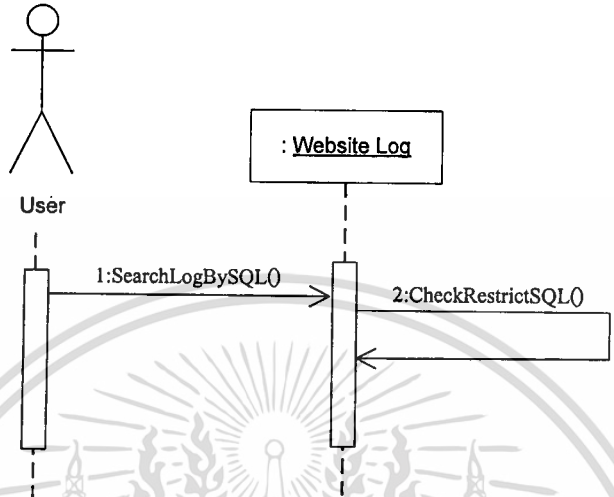 : Website Log
User
1:SearchLogBySQL()
2:CheckRestrictSQL()